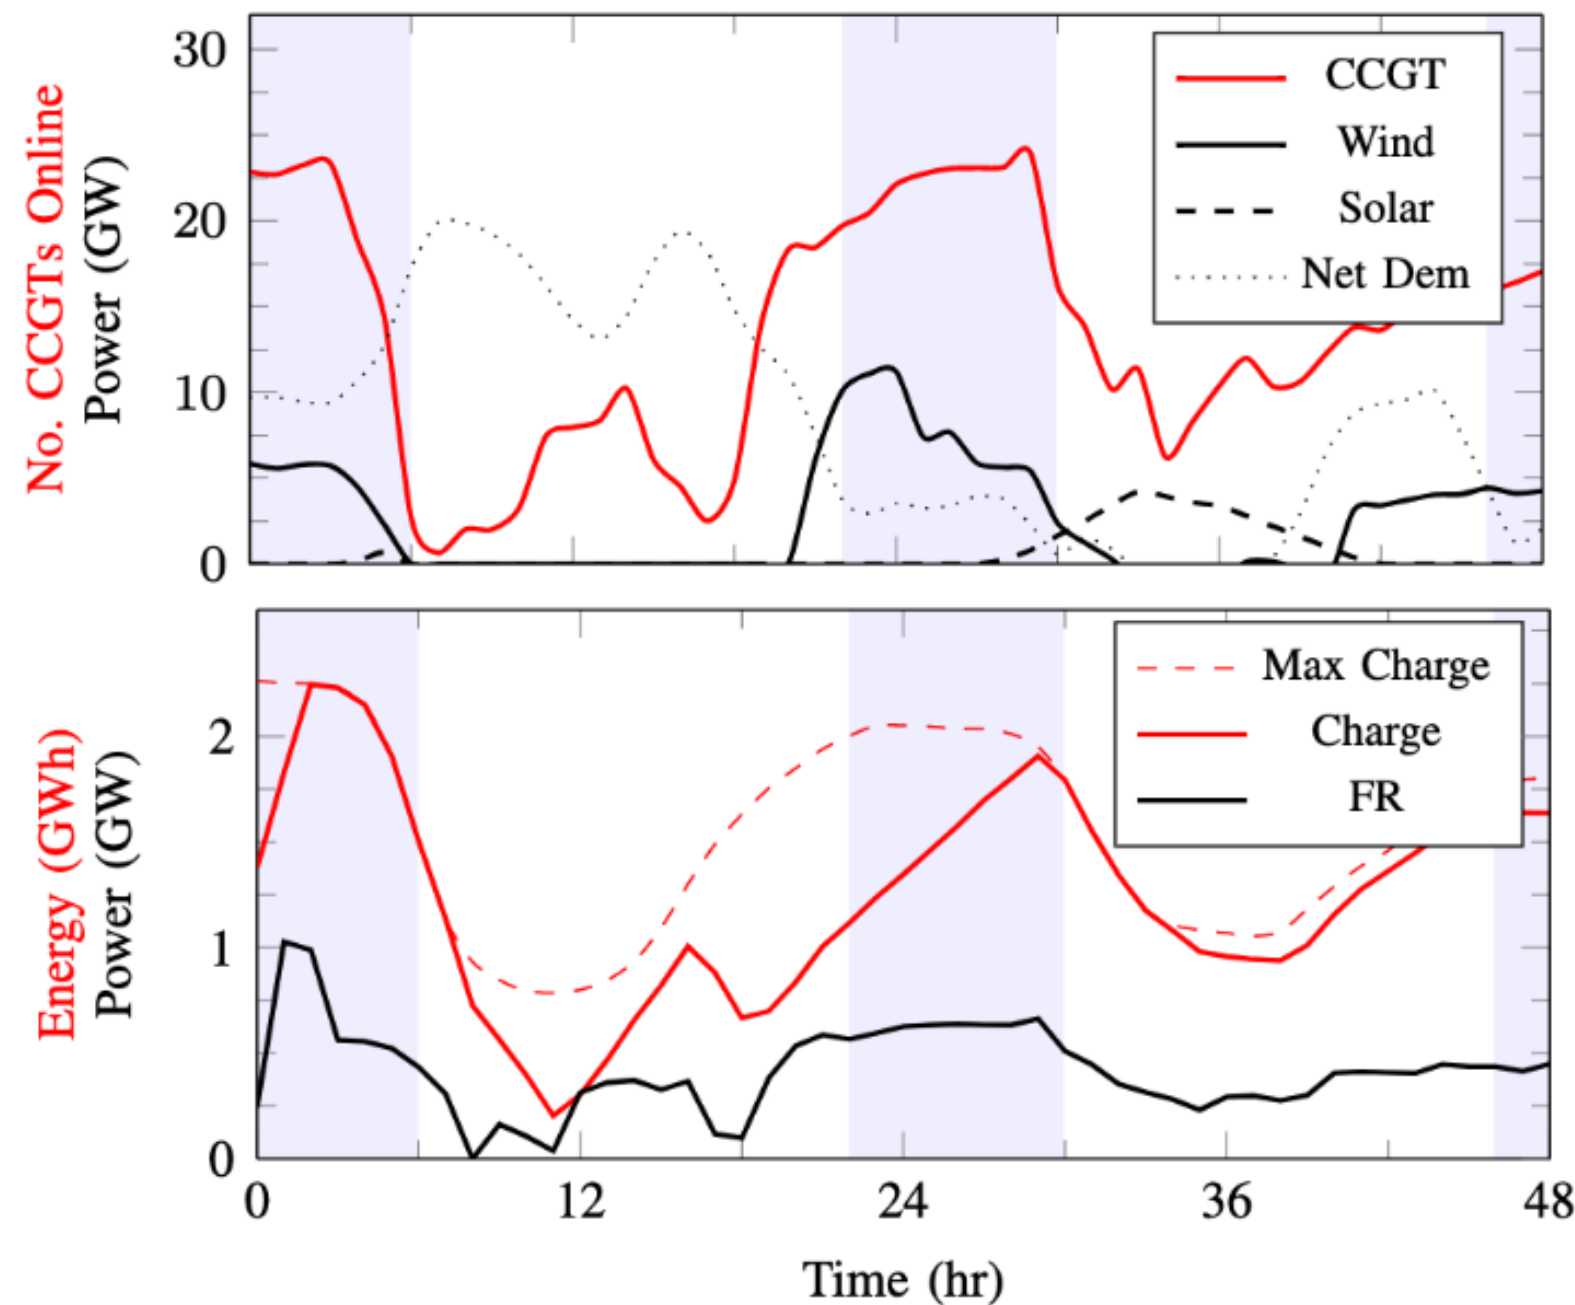 No. CCGTs Online
Power (GW)
30
20
10
0
CCGT
Wind
Solar
Net Dem
Energy (GWh)
Power (GW)
2
1
0
Max Charge
Charge
FR
0 12 24 36 48
Time (hr)